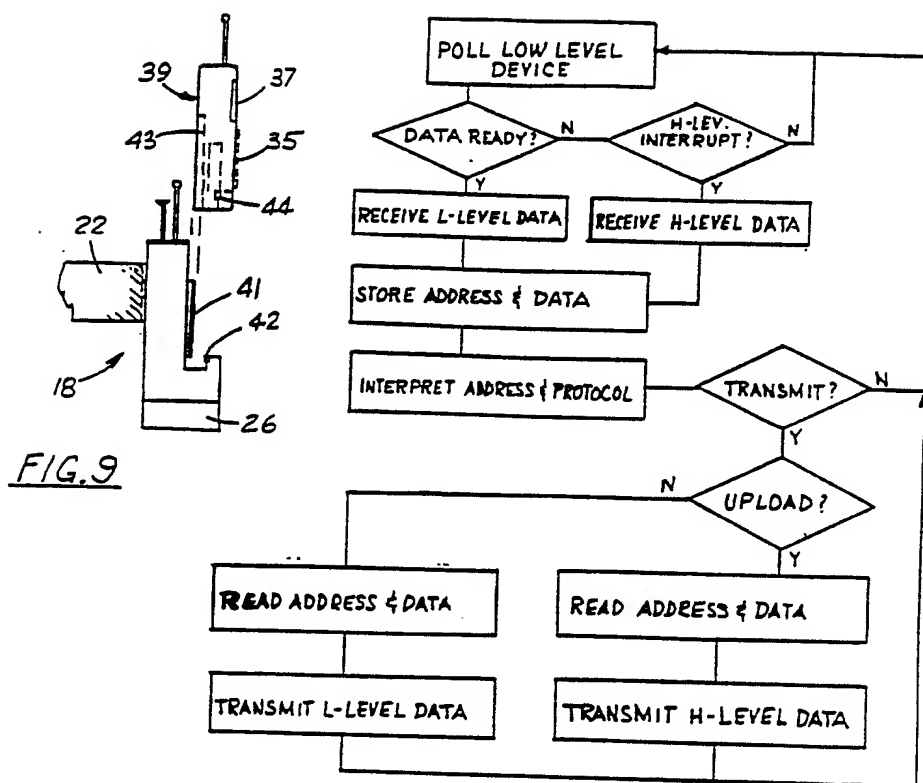 39
37
43
35
44
22
41
42
18
26
FIG.9
POLL LOW LEVEL
DEVICE
DATA READY?
N
H-LEV.
INTERRUPT?
N
Y
Y
RECEIVE L-LEVEL DATA
RECEIVE H-LEVEL DATA
STORE ADDRESS & DATA
INTERPRET ADDRESS & PROTOCOL
TRANSMIT?
N
Y
N
UPLOAD?
Y
READ ADDRESS & DATA
READ ADDRESS & DATA
TRANSMIT L-LEVEL DATA
TRANSMIT H-LEVEL DATA